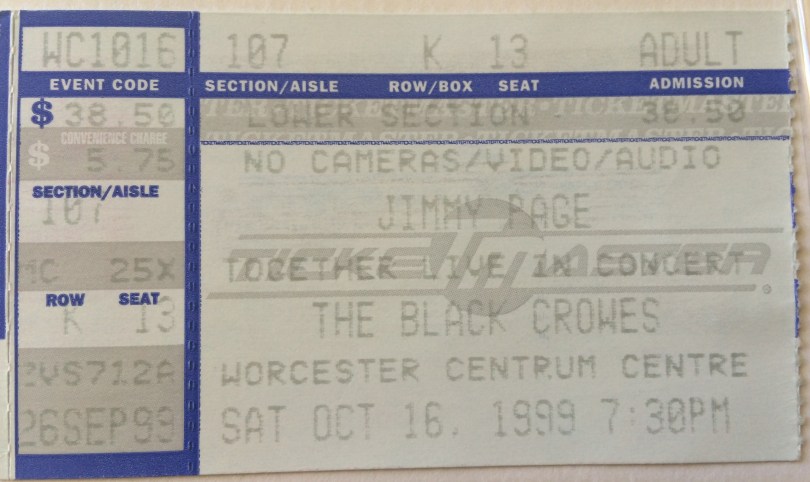 WC1016
EVENT CODE
$ 38.50
CONVENIENCE CHARGE
$ 5.75
SECTION/AISLE
107
MC 25X
ROW SEAT
K 13
ZVS712A
26SEP99
107 K 13 ADULT
SECTION/AISLE ROW/BOX SEAT ADMISSION
LOWER SECTION 38.50
NO CAMERAS/VIDEO/AUDIO
JIMMY PAGE
TICKETMASTER
TOGETHER LIVE IN CONCERT
THE BLACK CROWES
WORCESTER CENTRUM CENTRE
SAT OCT 16, 1999 7:30PM